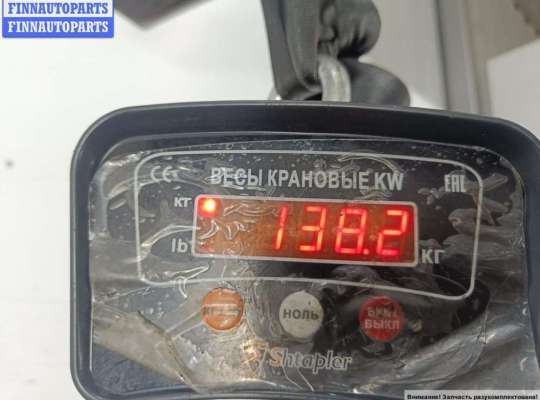 FINNAUTOPARTS
FINNAUTOPARTS
ВЕСЫ КРАНОВЫЕ KW
CE EAC
кг
138.2
КГ
lb
НОЛЬ
ВКЛ
ВЫКЛ
Shtapler
Внимание! Запчасть разукомплектована!